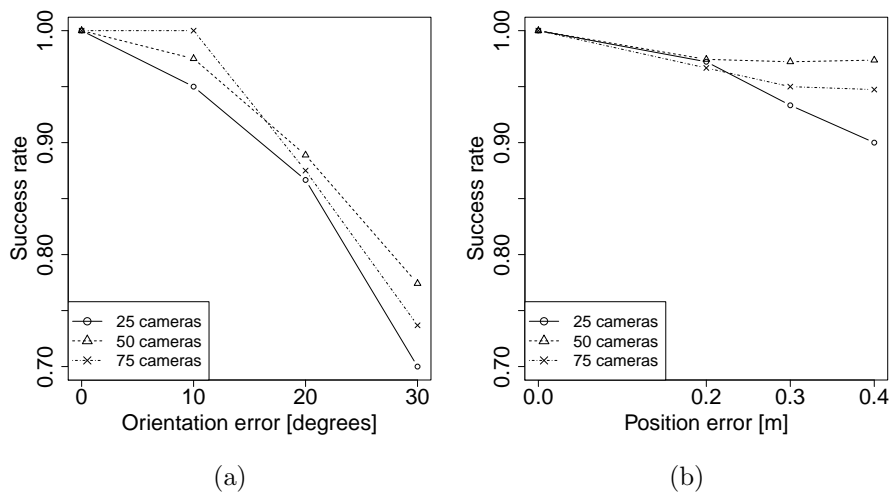 Success rate
1.00
0.90
0.80
0.70
25 cameras
50 cameras
75 cameras
0 10 20 30
Orientation error [degrees]
(a)
Success rate
1.00
0.90
0.80
0.70
25 cameras
50 cameras
75 cameras
0.0 0.2 0.3 0.4
Position error [m]
(b)